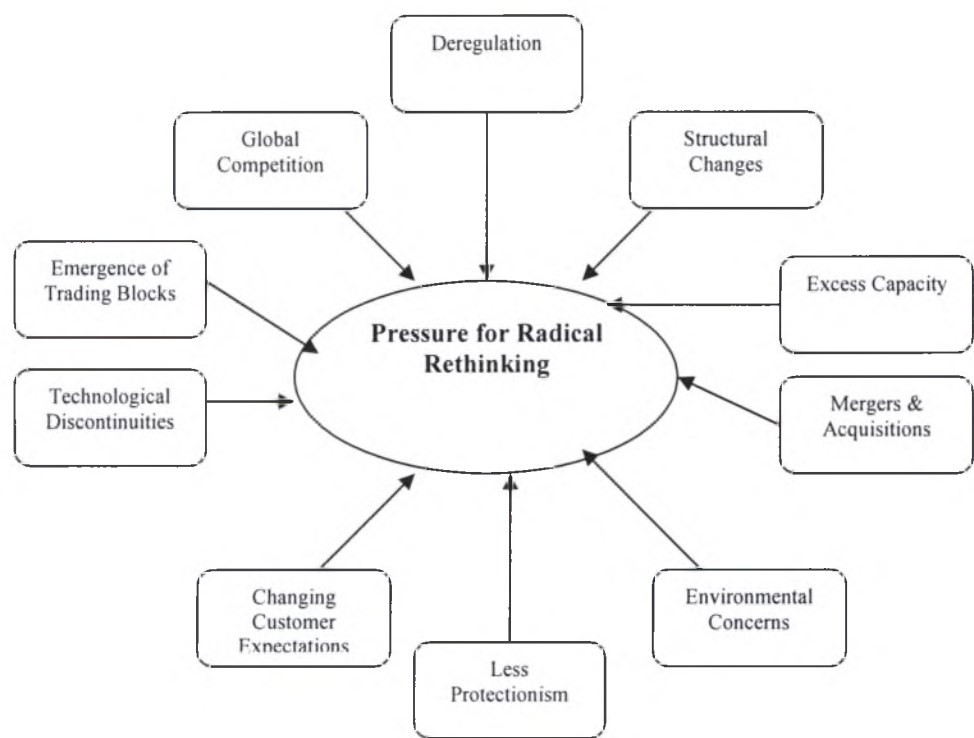 Deregulation
Global
Competition
Structural
Changes
Emergence of
Trading Blocks
Excess Capacity
Pressure for Radical
Rethinking
Technological
Discontinuities
Mergers &
Acquisitions
Changing
Customer
Expectations
Environmental
Concerns
Less
Protectionism